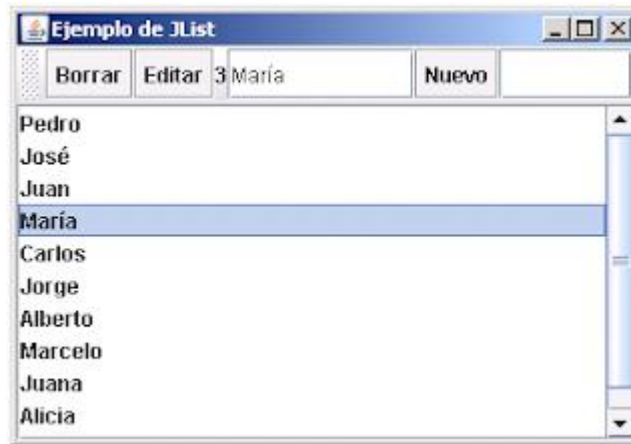 Ejemplo de JList
Borrar Editar 3 María Nuevo
Pedro
José
Juan
María
Carlos
Jorge
Alberto
Marcelo
Juana
Alicia